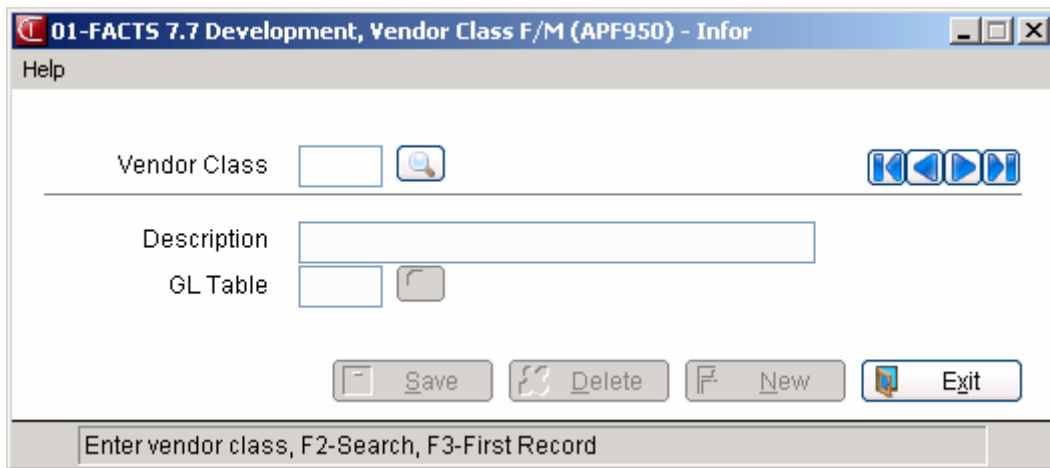 01-FACTS 7.7 Development, Vendor Class F/M (APF950) - Infor
Help
Vendor Class
Description
GL Table
Save Delete New Exit
Enter vendor class, F2-Search, F3-First Record